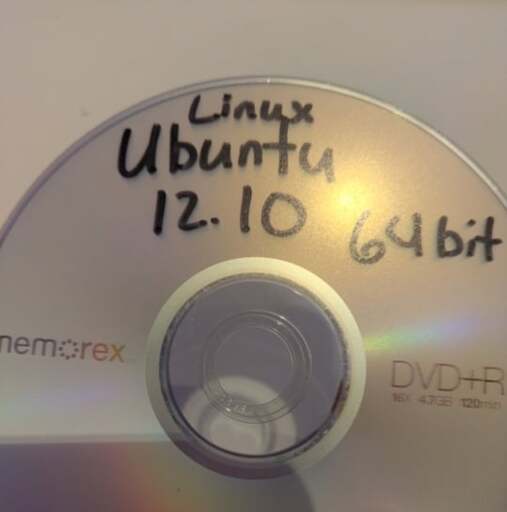 Linux
Ubuntu
12.10 64bit
memorex
DVD+R
16X 4.7GB 120min